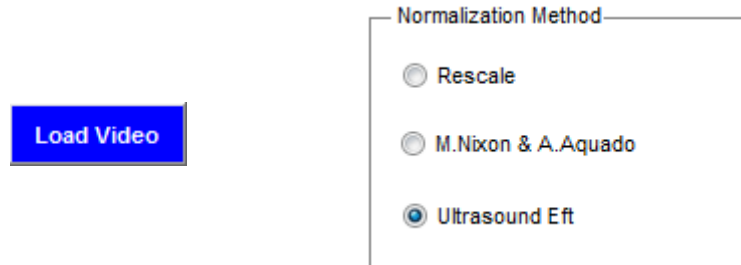 Normalization Method
Rescale
Load Video
M.Nixon & A.Aquado
Ultrasound Eft